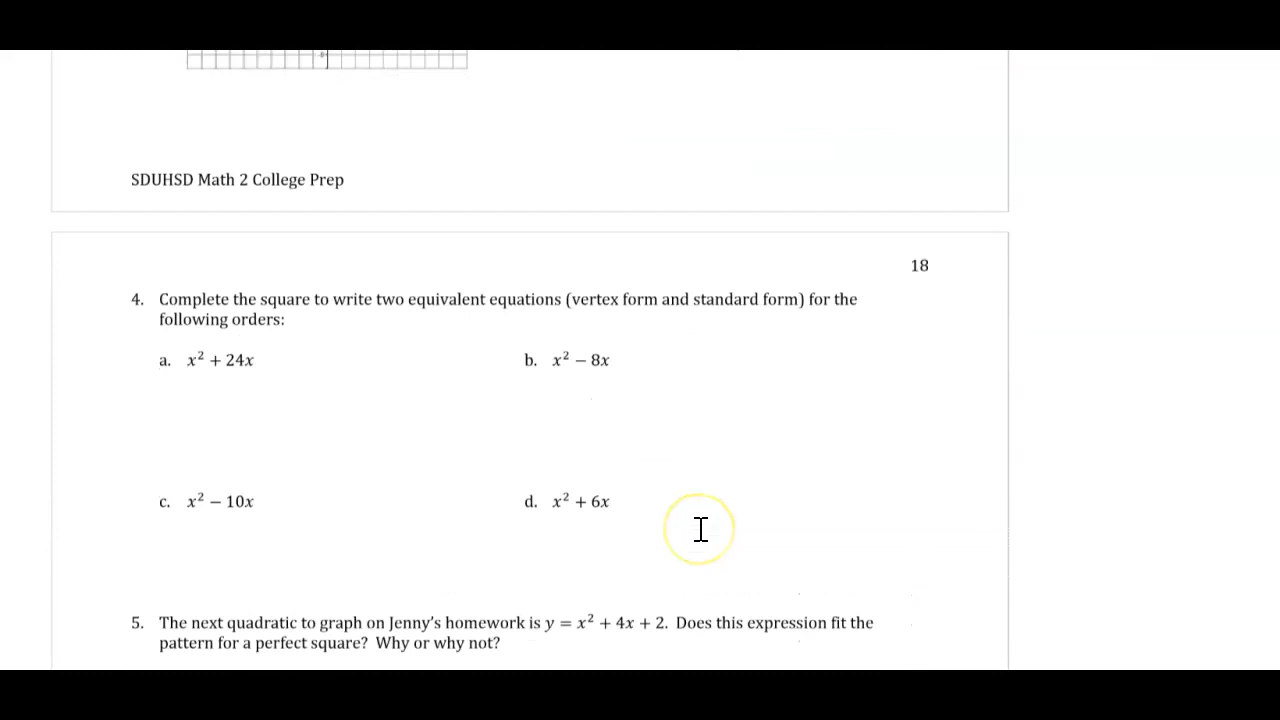 SDUHSD Math 2 College Prep
18
4. Complete the square to write two equivalent equations (vertex form and standard form) for the
following orders:
a. x² + 24x
b. x² − 8x
c. x² − 10x
d. x² + 6x
5. The next quadratic to graph on Jenny's homework is y = x² + 4x + 2. Does this expression fit the
pattern for a perfect square? Why or why not?